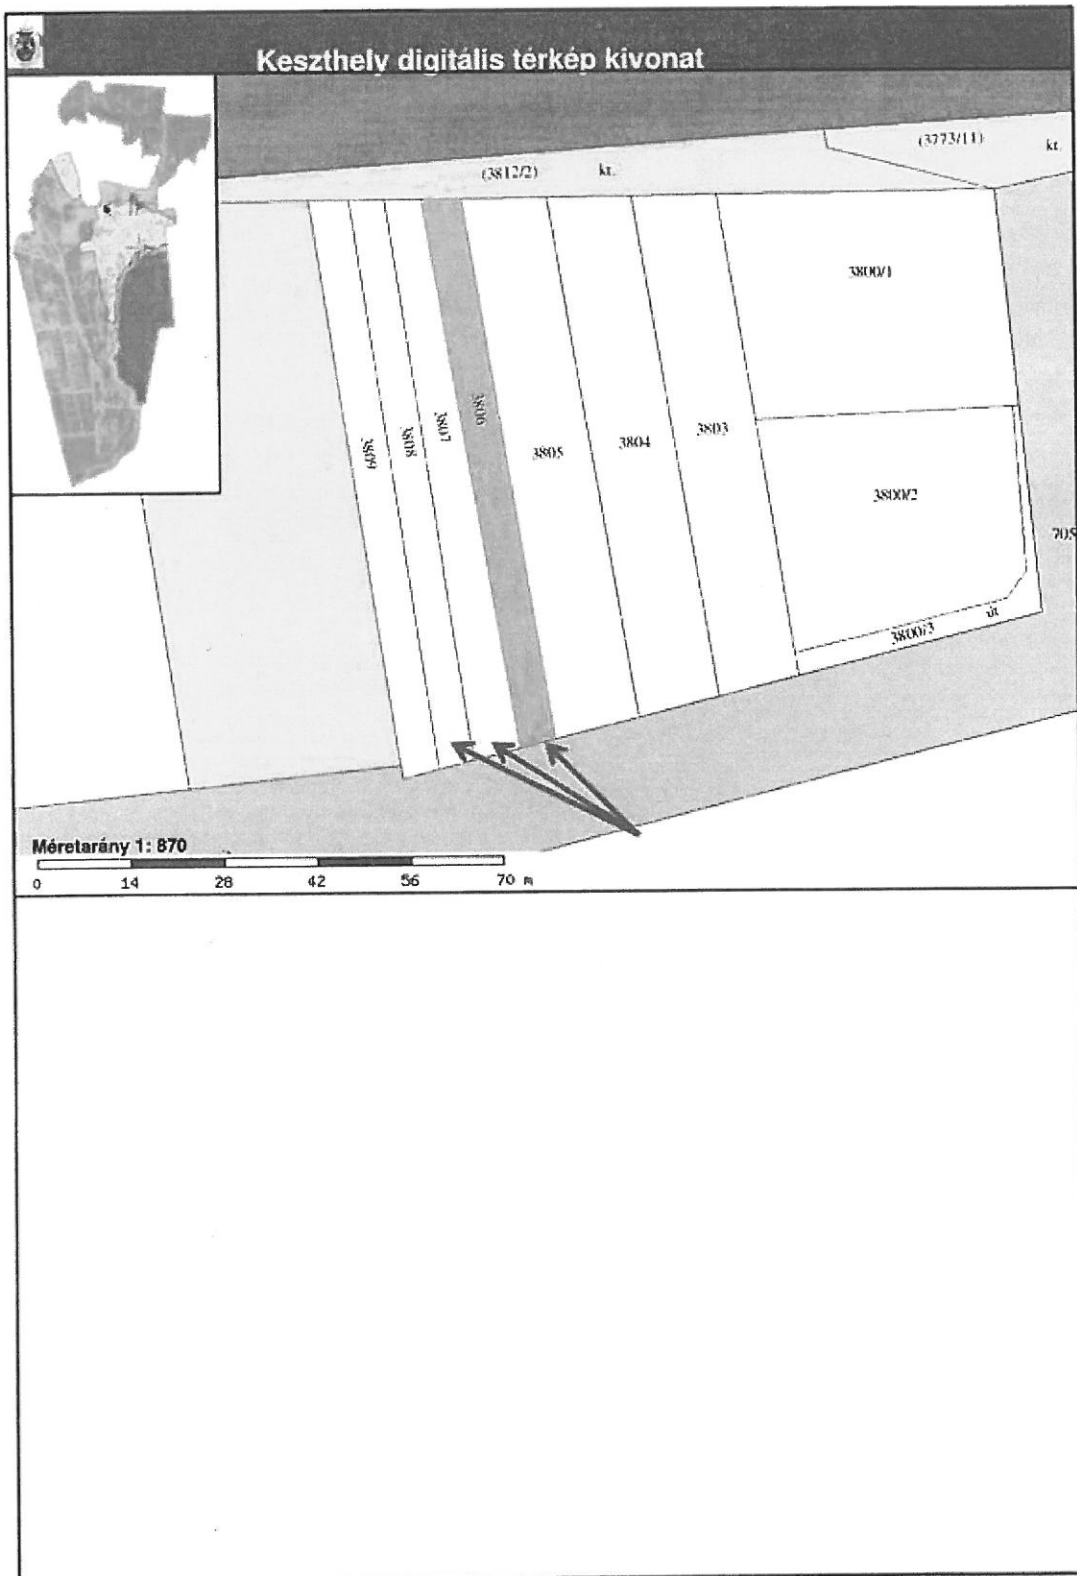 Keszthely digitális térkép kivonat
(3773/11)
kt.
(3812/2)
kt.
3800/1
3809
3808
3807
3806
3805
3804
3803
3800/2
705
3800/3
út
Méretarány 1: 870
0 14 28 42 56 70 m